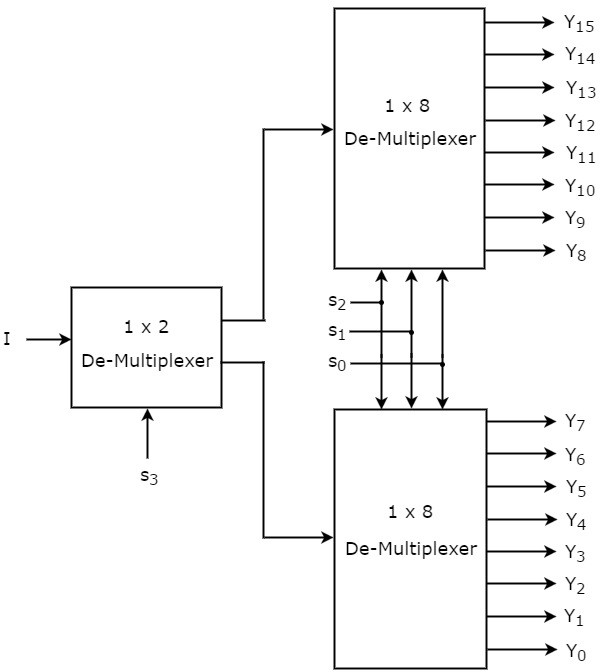 Y15
Y14
1 x 8
Y13
De-Multiplexer
Y12
Y11
Y10
Y9
Y8
s2
1 x 2
s1
I
De-Multiplexer
s0
s3
Y7
Y6
Y5
1 x 8
Y4
De-Multiplexer
Y3
Y2
Y1
Y0